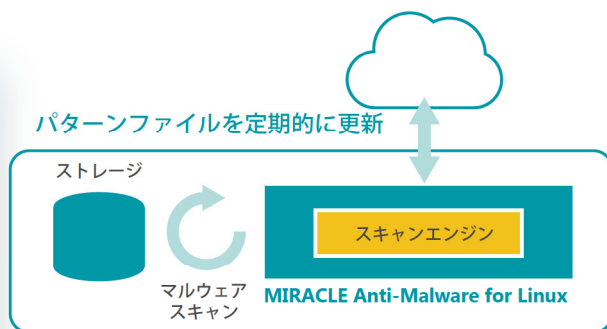 パターンファイルを定期的に更新
ストレージ
スキャンエンジン
マルウェア
スキャン
MIRACLE Anti-Malware for Linux